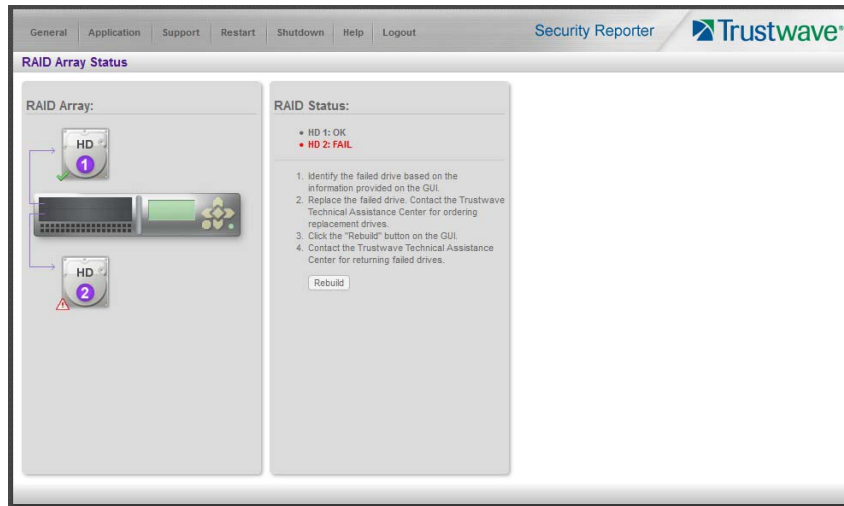 General Application Support Restart Shutdown Help Logout
Security Reporter
Trustwave®
RAID Array Status
RAID Array:
HD
1
HD
2
RAID Status:
• HD 1: OK
• HD 2: FAIL
1. Identify the failed drive based on the
information provided on the GUI.
2. Replace the failed drive. Contact the Trustwave
Technical Assistance Center for ordering
replacement drives.
3. Click the "Rebuild" button on the GUI.
4. Contact the Trustwave Technical Assistance
Center for returning failed drives.
Rebuild